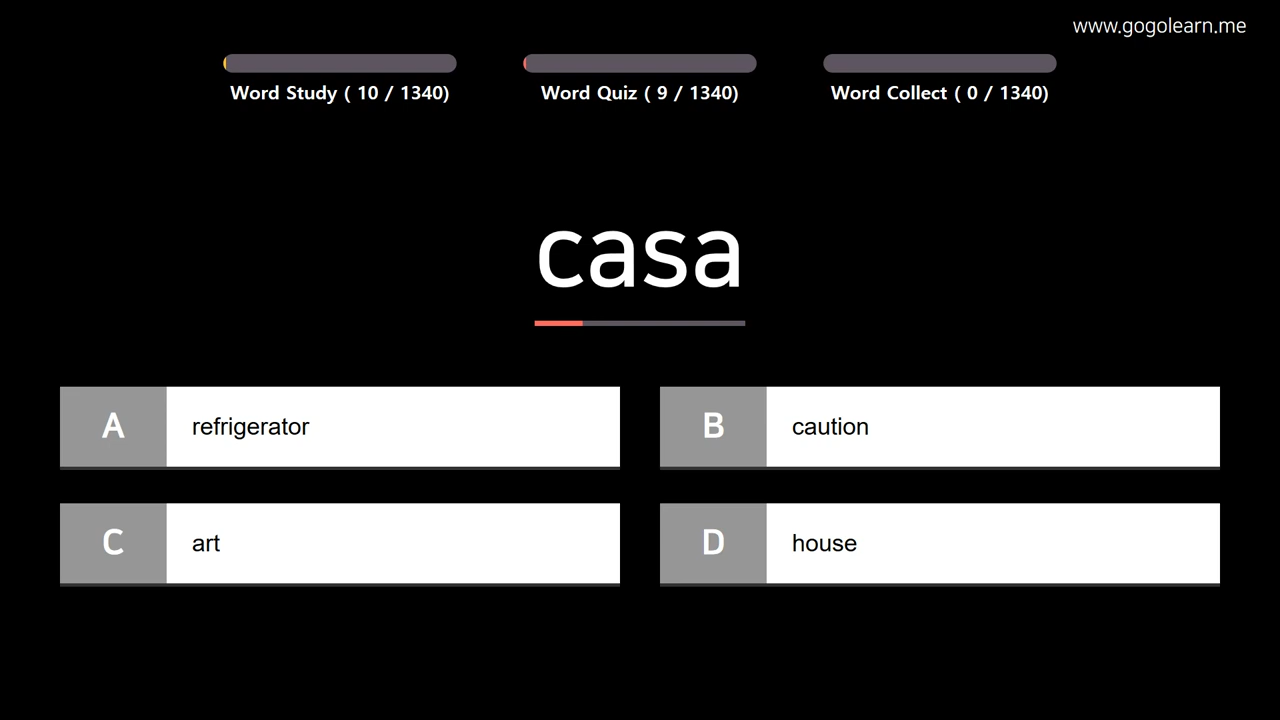 www.gogolearn.me
Word Study ( 10 / 1340)
Word Quiz ( 9 / 1340)
Word Collect ( 0 / 1340)
casa
A refrigerator
B caution
C art
D house